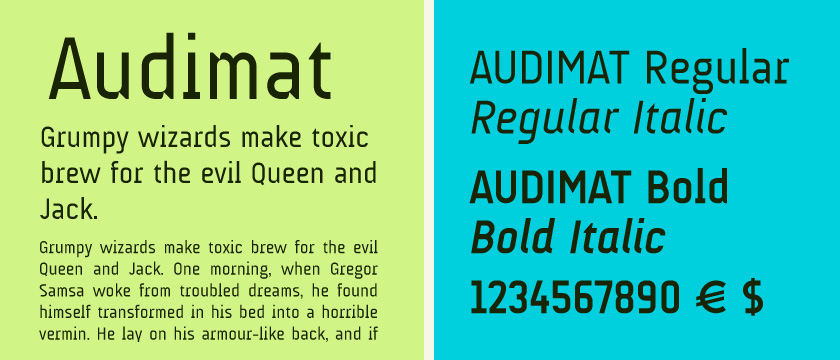 Audimat
Grumpy wizards make toxic
brew for the evil Queen and
Jack.
Grumpy wizards make toxic brew for the evil
Queen and Jack. One morning, when Gregor
Samsa woke from troubled dreams, he found
himself transformed in his bed into a horrible
vermin. He lay on his armour-like back, and if
AUDIMAT Regular
Regular Italic
AUDIMAT Bold
Bold Italic
1234567890 € $